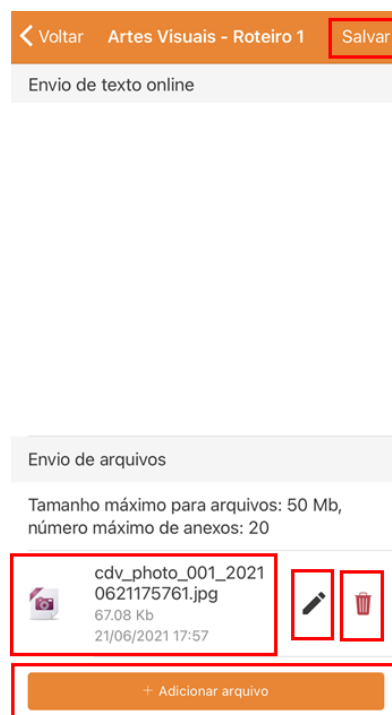 Voltar Artes Visuais - Roteiro 1 Salvar
Envio de texto online
Envio de arquivos
Tamanho máximo para arquivos: 50 Mb,
número máximo de anexos: 20
cdv_photo_001_2021
0621175761.jpg
67.08 Kb
21/06/2021 17:57
+ Adicionar arquivo